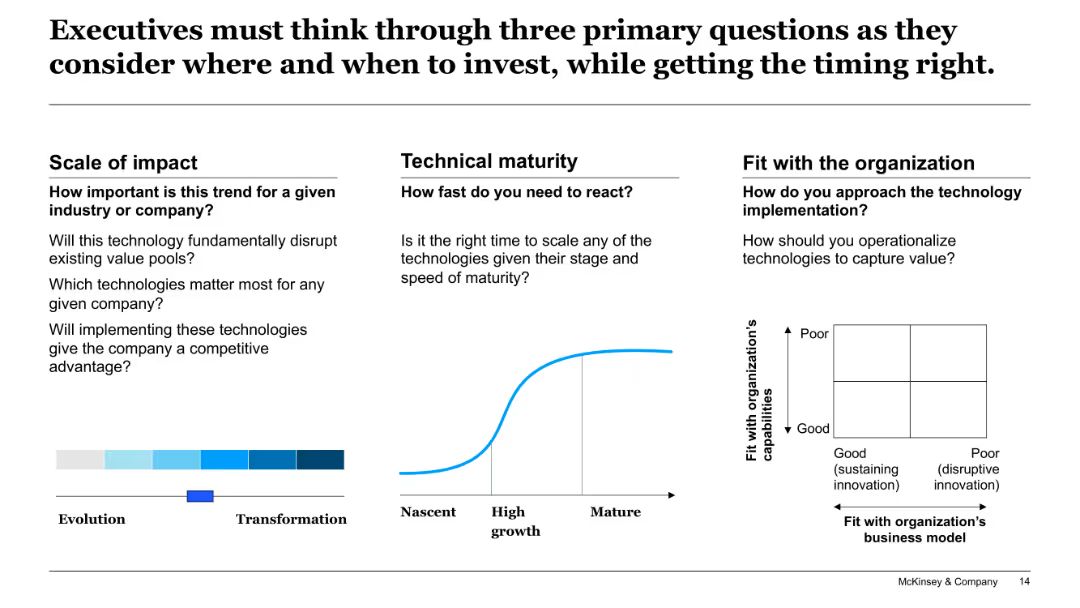 Executives must think through three primary questions as they
consider where and when to invest, while getting the timing right.
Scale of impact
How important is this trend for a given
industry or company?
Will this technology fundamentally disrupt
existing value pools?
Which technologies matter most for any
given company?
Will implementing these technologies
give the company a competitive
advantage?
Evolution
Transformation
Technical maturity
How fast do you need to react?
Is it the right time to scale any of the
technologies given their stage and
speed of maturity?
Nascent
High
growth
Mature
Fit with the organization
How do you approach the technology
implementation?
How should you operationalize
technologies to capture value?
Fit with organization's
capabilities
Poor
Good
Good
(sustaining
innovation)
Poor
(disruptive
innovation)
Fit with organization's
business model
McKinsey & Company
14